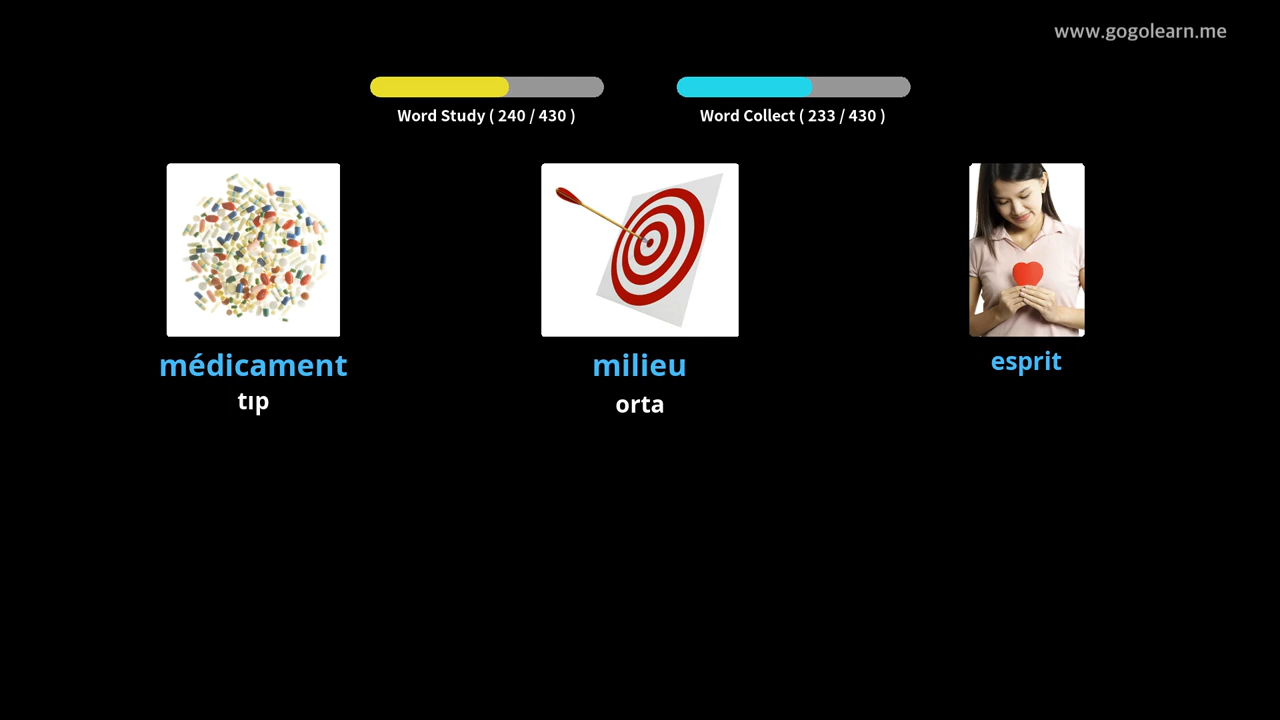 www.gogolearn.me
Word Study ( 240 / 430 )
Word Collect ( 233 / 430 )
médicament
tıp
milieu
orta
esprit